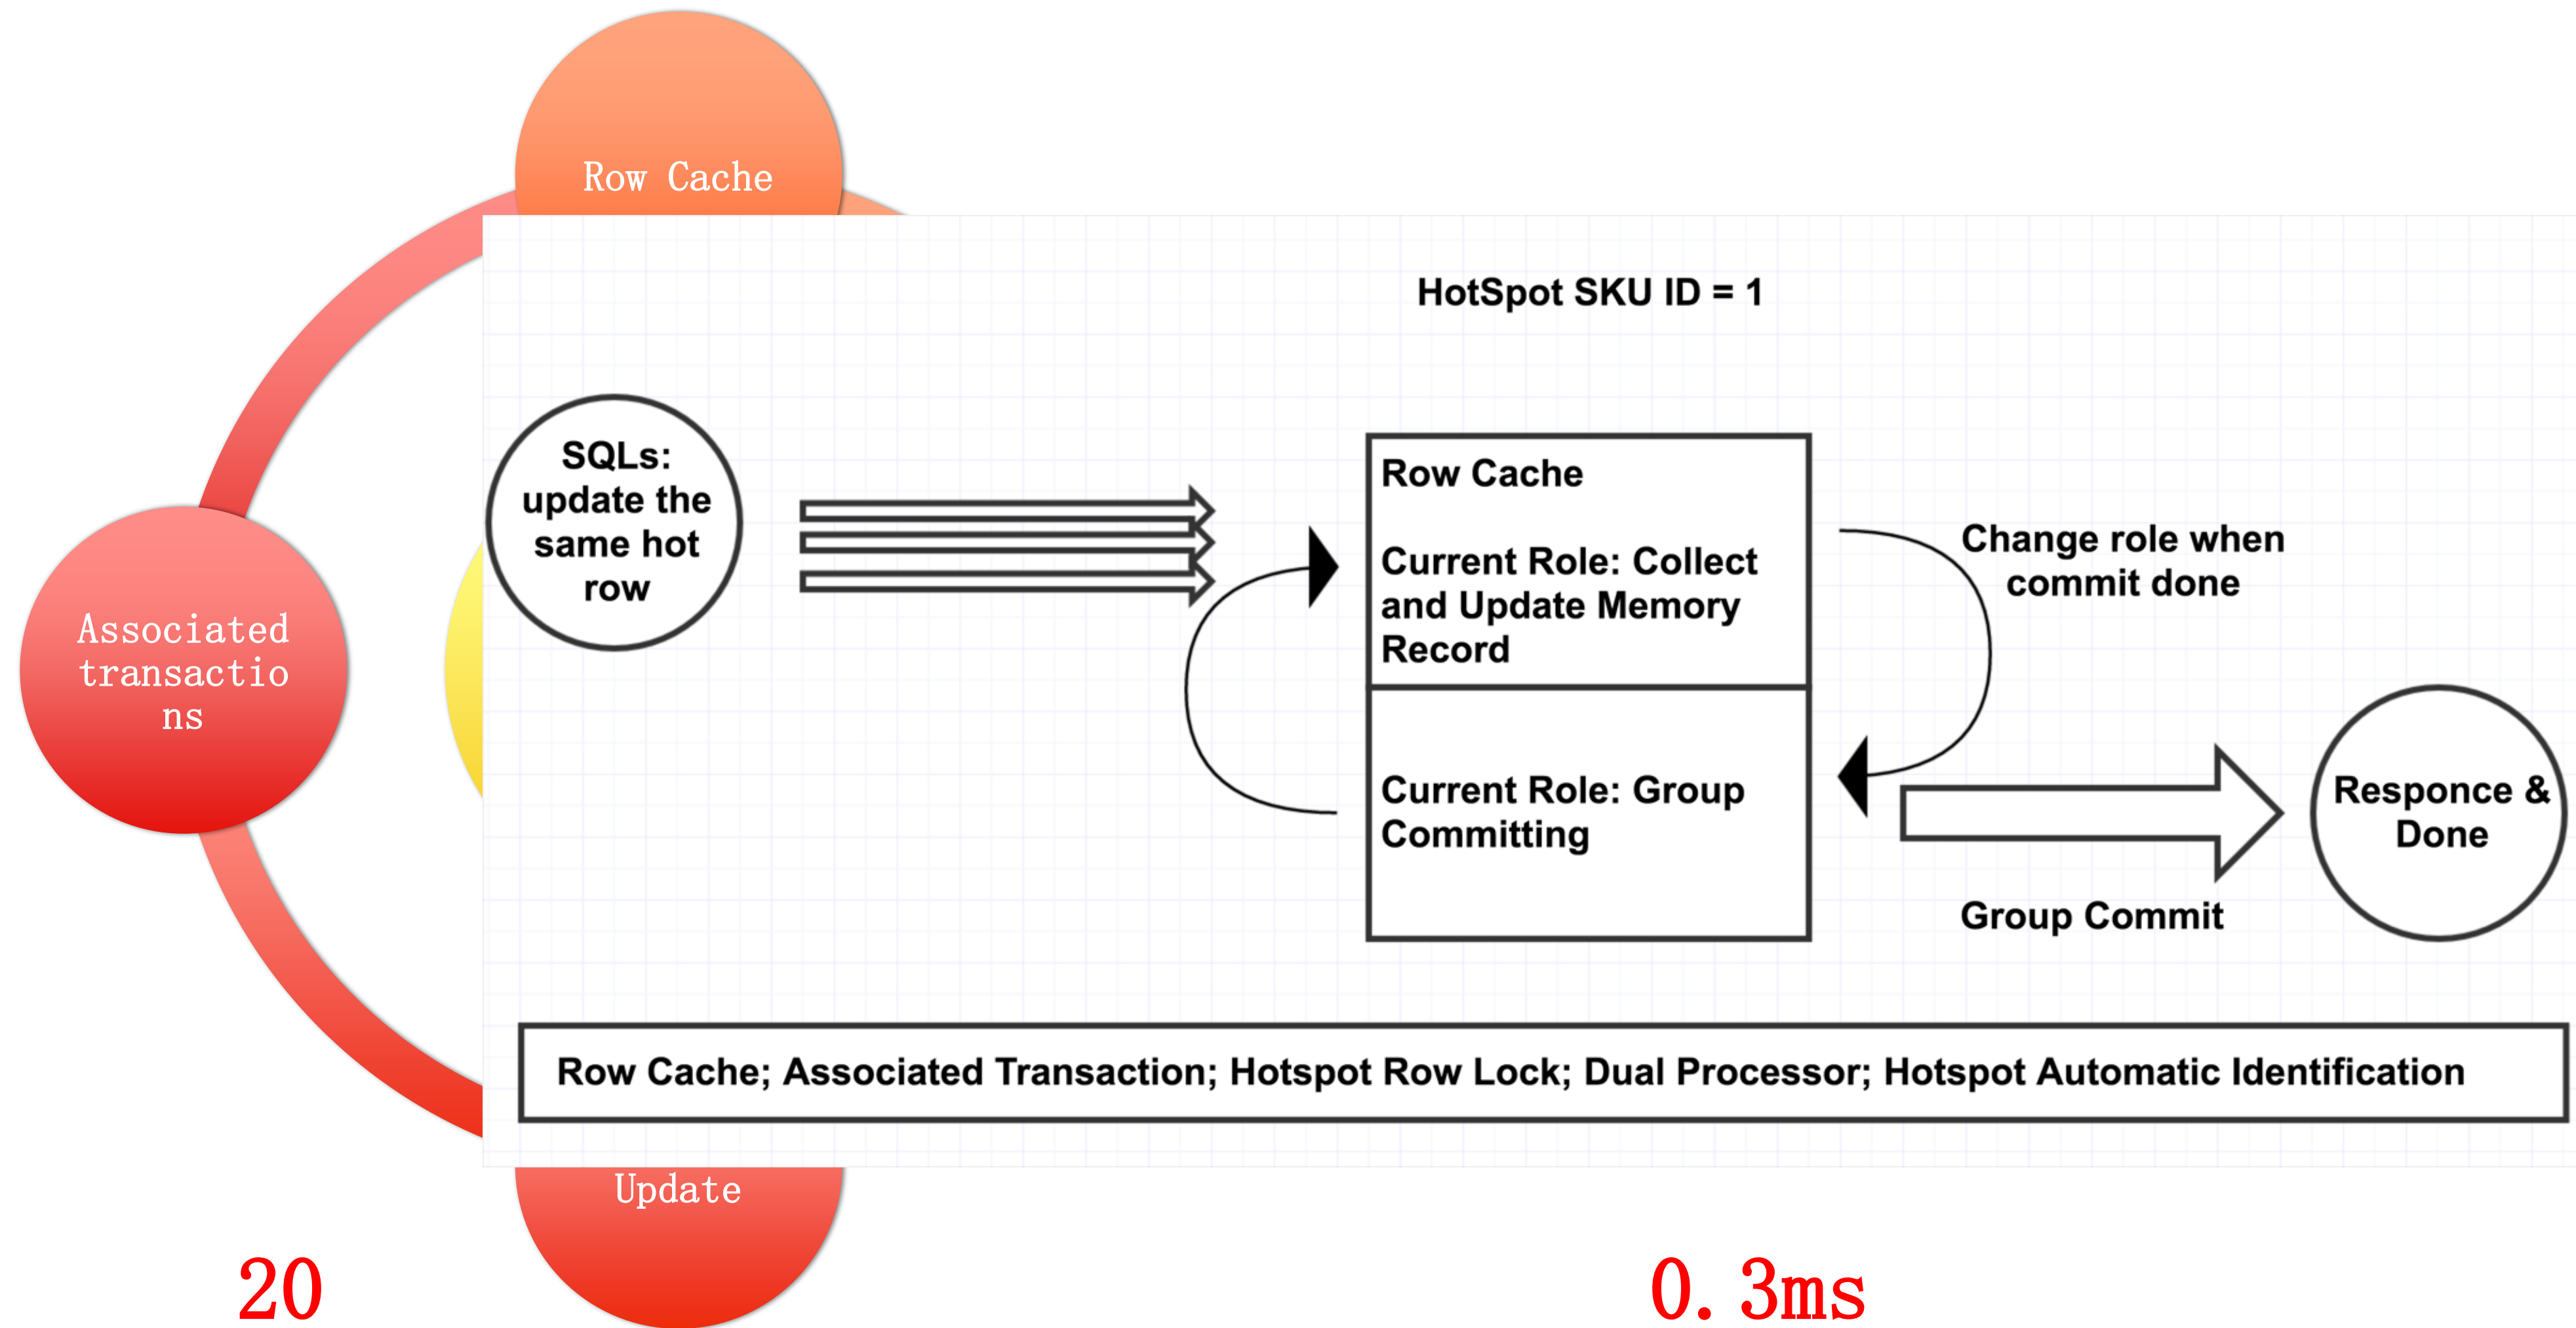 Row Cache
HotSpot SKU ID = 1
SQLs:
update the
same hot
row
Row Cache
Current Role: Collect
and Update Memory
Record
Change role when
commit done
Associated
transactio
ns
Current Role: Group
Committing
Responce &
Done
Group Commit
Row Cache; Associated Transaction; Hotspot Row Lock; Dual Processor; Hotspot Automatic Identification
Update
20
0.3ms